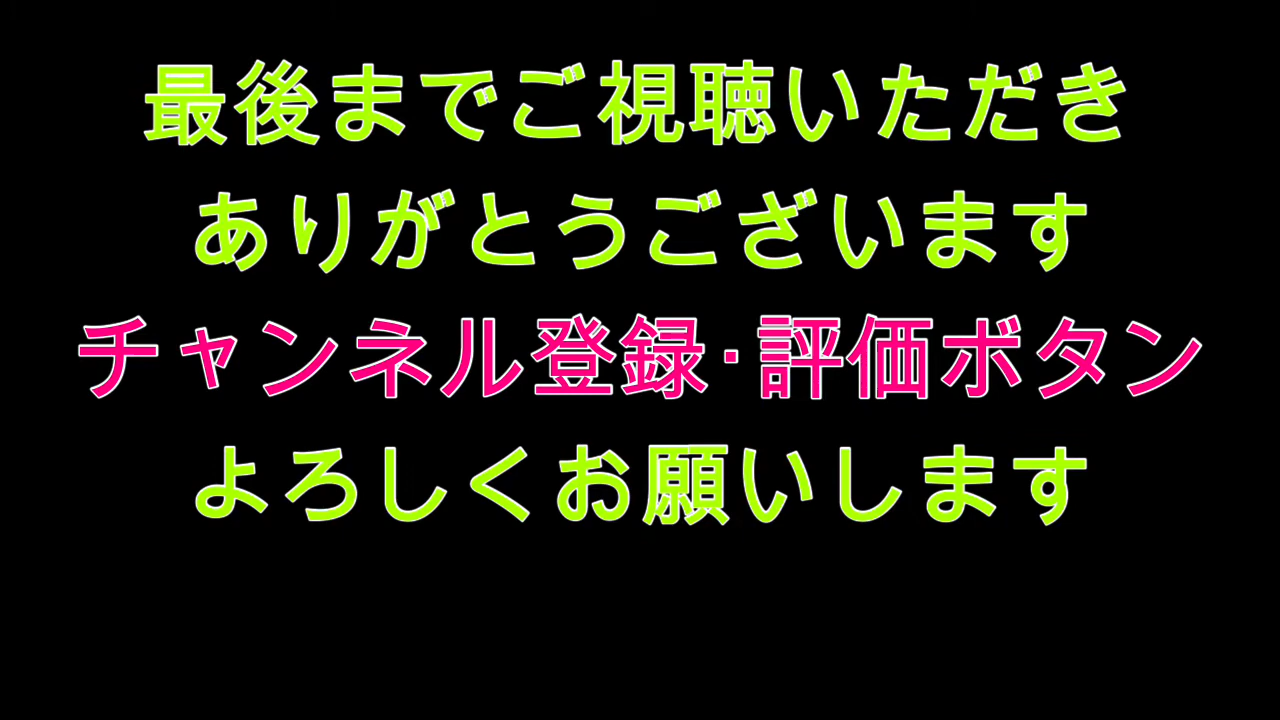 最後までご視聴いただき
ありがとうございます
チャンネル登録・評価ボタン
よろしくお願いします